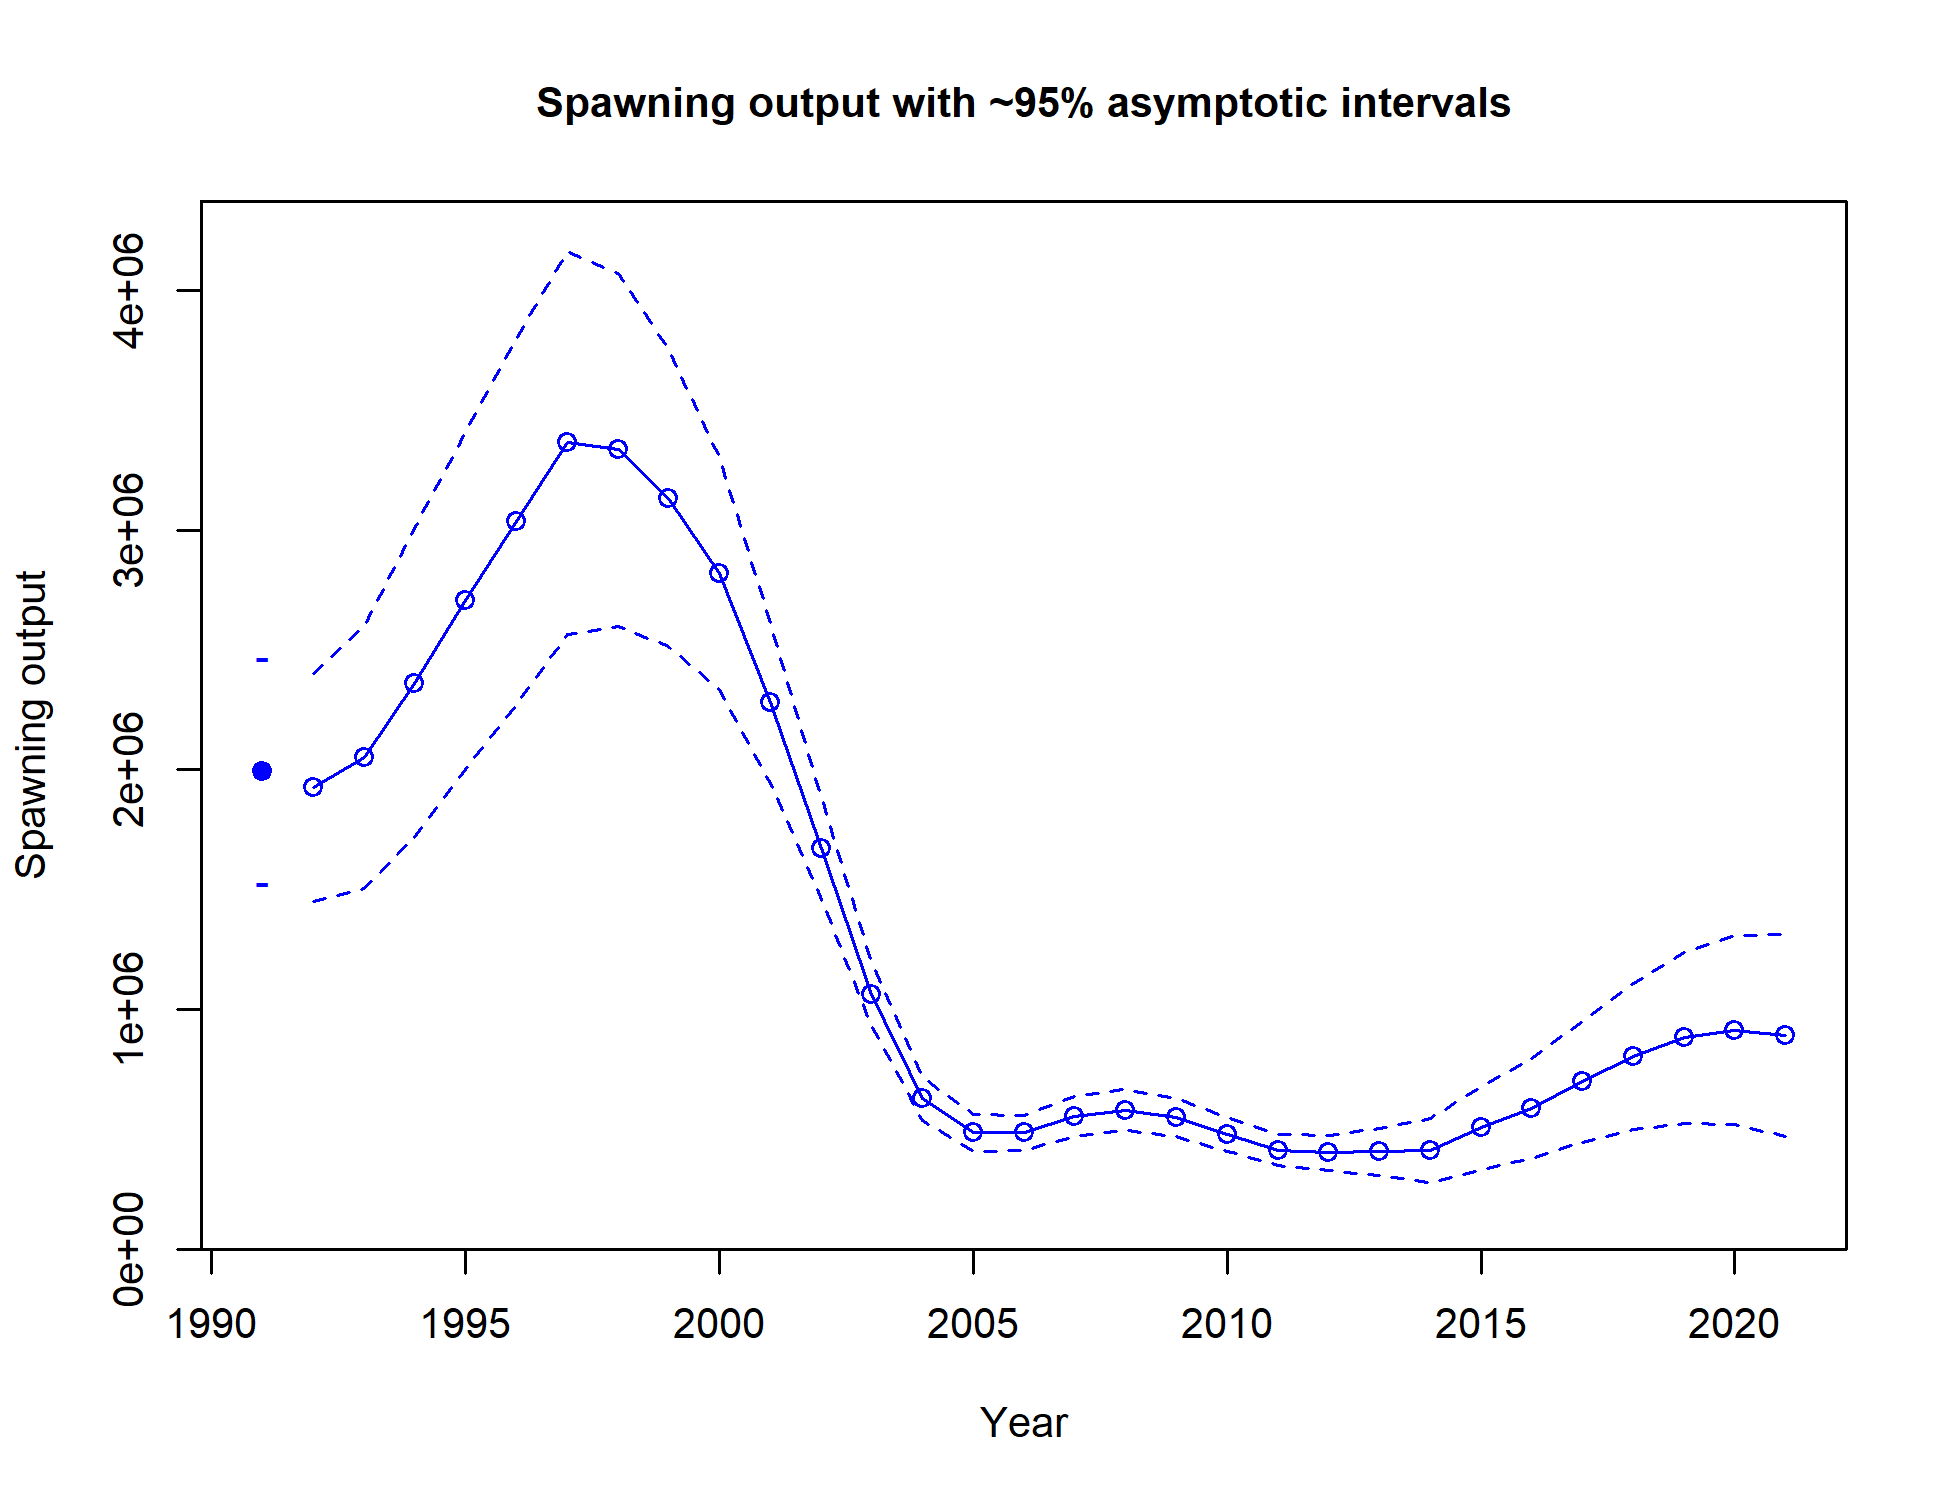 Spawning output with ~95% asymptotic intervals
Spawning output
4e+06
3e+06
2e+06
1e+06
0e+00
1990 1995 2000 2005 2010 2015 2020
Year